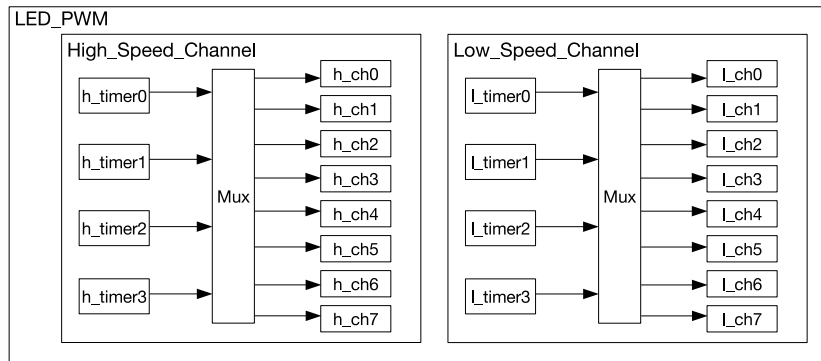 LED_PWM
High_Speed_Channel
h_timer0
h_timer1
h_timer2
h_timer3
Mux
h_ch0
h_ch1
h_ch2
h_ch3
h_ch4
h_ch5
h_ch6
h_ch7
Low_Speed_Channel
l_timer0
l_timer1
l_timer2
l_timer3
Mux
l_ch0
l_ch1
l_ch2
l_ch3
l_ch4
l_ch5
l_ch6
l_ch7